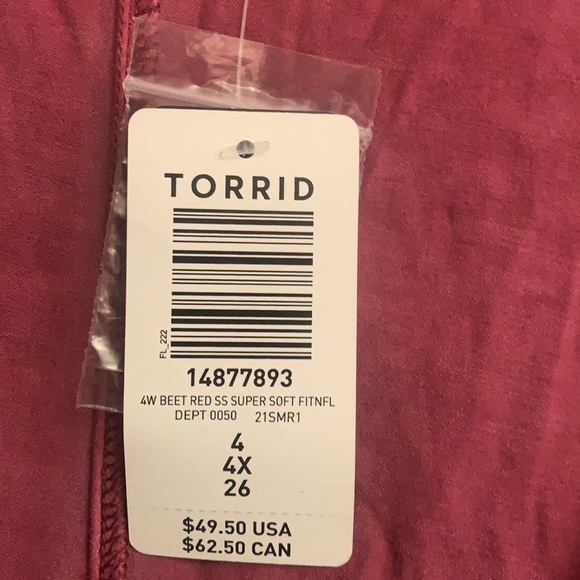 TORRID
FL_222
14877893
4W BEET RED SS SUPER SOFT FITNFL
DEPT 0050 21SMR1
4
4X
26
$49.50 USA
$62.50 CAN